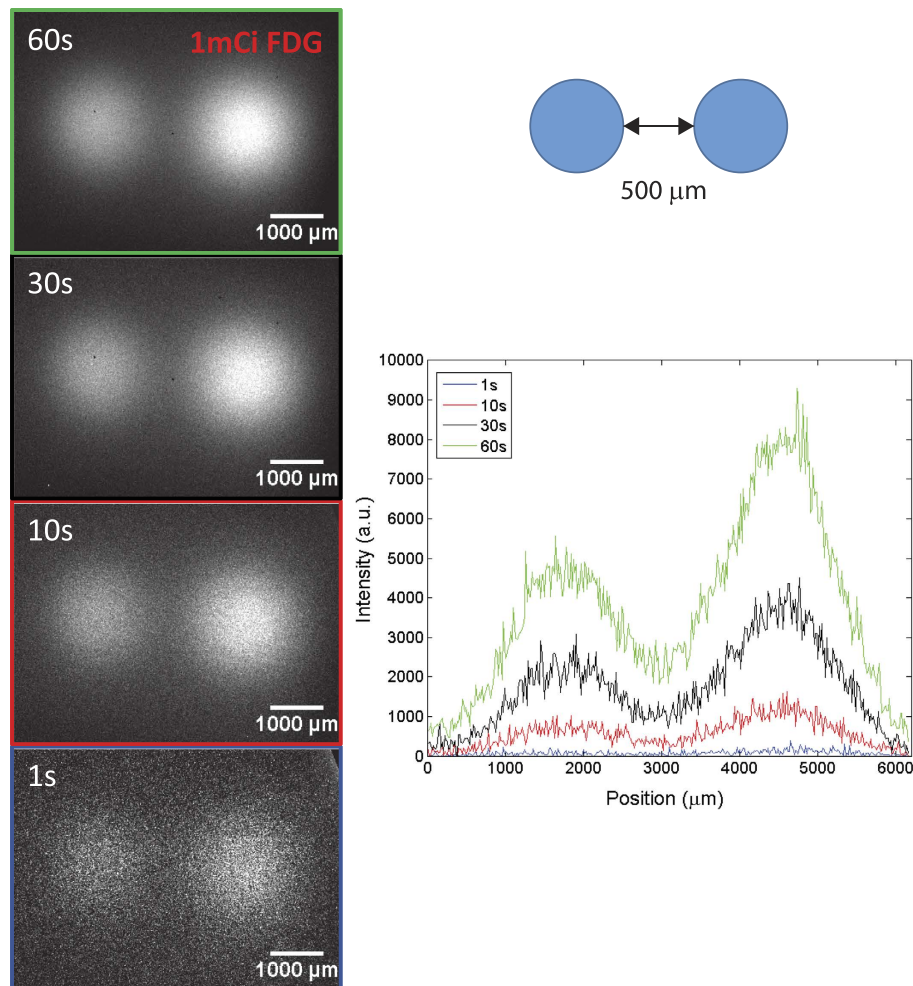 60s
1mCi FDG
1000 µm
30s
1000 µm
10s
1000 µm
1s
1000 µm
500 µm
10000
9000
8000
7000
6000
5000
4000
3000
2000
1000
0
Intensity (a.u.)
1s
10s
30s
60s
0 1000 2000 3000 4000 5000 6000
Position (µm)